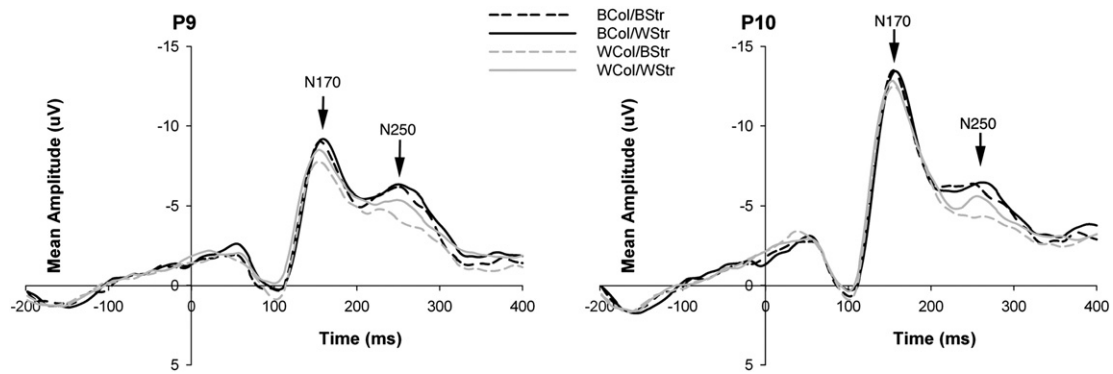 P9
-15
-10
-5
0
5
Mean Amplitude (uV)
N170
N250
-200
-100
0
100
200
300
400
Time (ms)
BCol/BStr
BCol/WStr
WCol/BStr
WCol/WStr
P10
-15
-10
-5
0
5
Mean Amplitude (uV)
N170
N250
-200
-100
0
100
200
300
400
Time (ms)